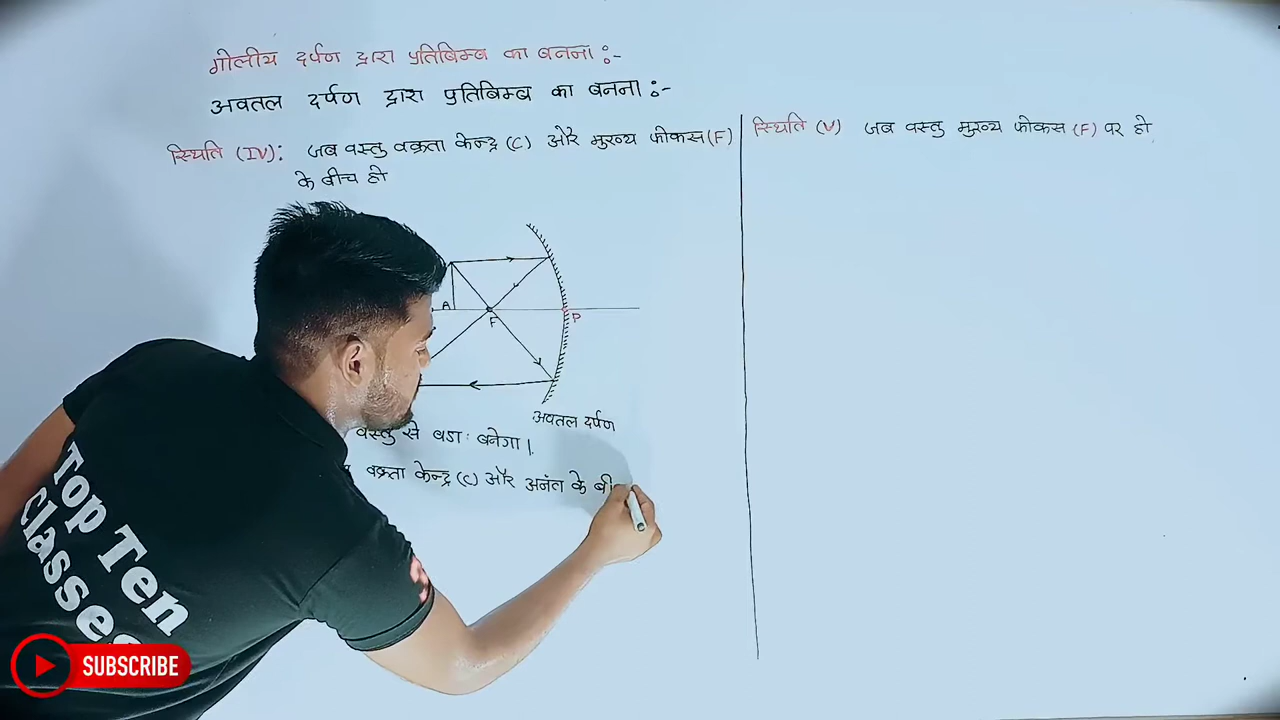 गोलीय दर्पण द्वारा प्रतिबिम्ब का बनना :-
अवतल दर्पण द्वारा प्रतिबिम्ब का बनना :-
स्थिति (IV): जब वस्तु वक्रता केन्द्र (C) और मुख्य फोकस (F)
के बीच हो
A
F
P
अवतल दर्पण
वस्तु से बडा बनेगा।
वक्रता केन्द्र (C) और अनंत के
स्थिति (V) जब वस्तु मुख्य फोकस (F) पर हो
Top Ten
Classes
SUBSCRIBE